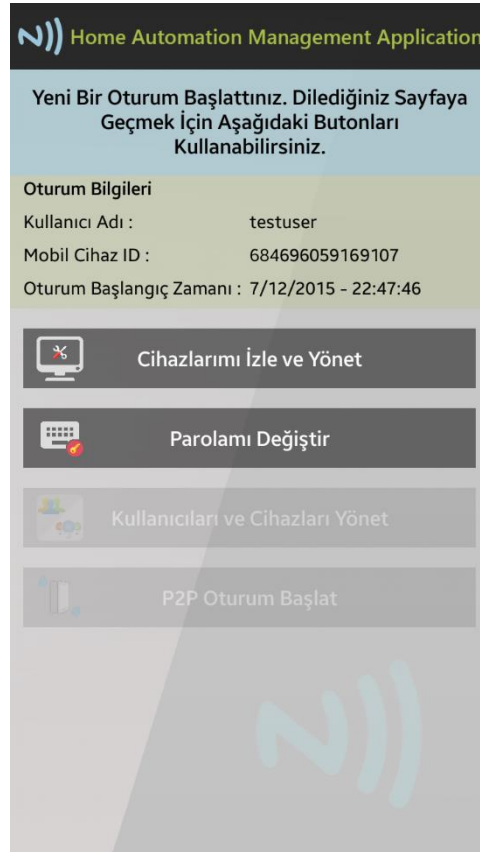 Home Automation Management Application
Yeni Bir Oturum Başlattınız. Dilediğiniz Sayfaya
Geçmek İçin Aşağıdaki Butonları
Kullanabilirsiniz.
Oturum Bilgileri
Kullanıcı Adı : testuser
Mobil Cihaz ID : 684696059169107
Oturum Başlangıç Zamanı : 7/12/2015 - 22:47:46
Cihazlarımı İzle ve Yönet
Parolamı Değiştir
Kullanıcıları ve Cihazları Yönet
P2P Oturum Başlat